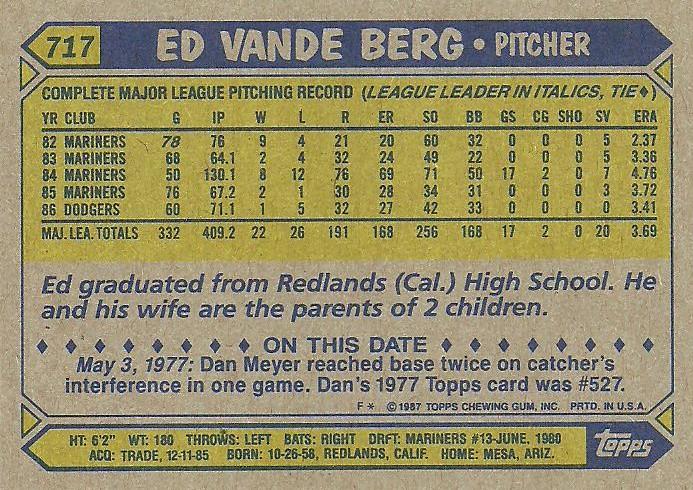 717 ED VANDE BERG • PITCHER
COMPLETE MAJOR LEAGUE PITCHING RECORD (LEAGUE LEADER IN ITALICS, TIE♦)
YR CLUB G IP W L R ER SO BB GS CG SHO SV ERA
82 MARINERS 78 76 9 4 21 20 60 32 0 0 0 5 2.37
83 MARINERS 68 64.1 2 4 32 24 49 22 0 0 0 5 3.36
84 MARINERS 50 130.1 8 12 76 69 71 50 17 2 0 7 4.76
85 MARINERS 76 67.2 2 1 30 28 34 31 0 0 0 3 3.72
86 DODGERS 60 71.1 1 5 32 27 42 33 0 0 0 0 3.41
MAJ. LEA. TOTALS 332 409.2 22 26 191 168 256 168 17 2 0 20 3.69
Ed graduated from Redlands (Cal.) High School. He
and his wife are the parents of 2 children.
♦ ♦ ♦ ♦ ♦ ♦ ♦ ♦ ON THIS DATE ♦ ♦ ♦ ♦ ♦ ♦ ♦ ♦
May 3, 1977: Dan Meyer reached base twice on catcher's
interference in one game. Dan's 1977 Topps card was #527.
F * ©1987 TOPPS CHEWING GUM, INC. PRTD. IN U.S.A.
HT: 6'2" WT: 180 THROWS: LEFT BATS: RIGHT DRFT: MARINERS #13-JUNE, 1980
ACQ: TRADE, 12-11-85 BORN: 10-26-58, REDLANDS, CALIF. HOME: MESA, ARIZ.
TOPPS